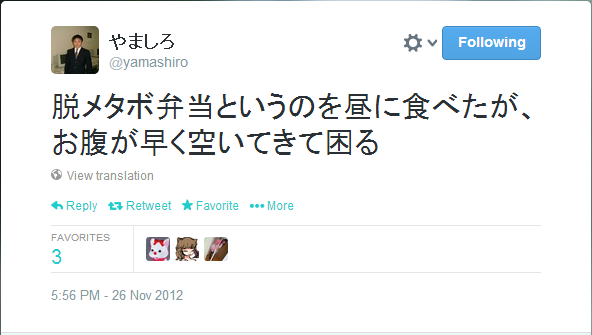 やましろ
@yamashiro
Following
脱メタボ弁当というのを昼に食べたが、
お腹が早く空いてきて困る
View translation
Reply Retweet Favorite More
FAVORITES
3
5:56 PM - 26 Nov 2012